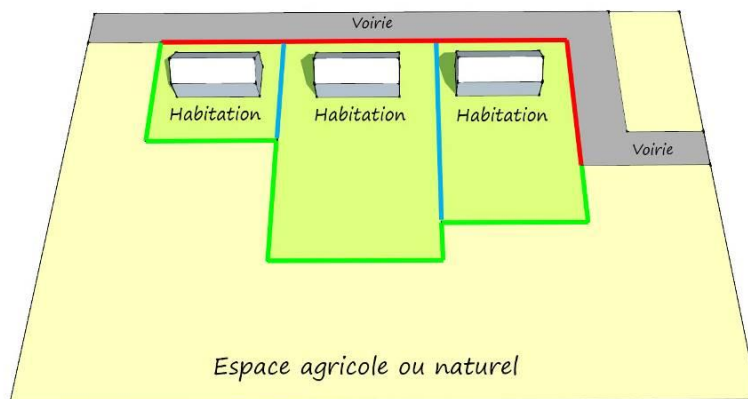 Voirie
Habitation
Habitation
Habitation
Voirie
Espace agricole ou naturel